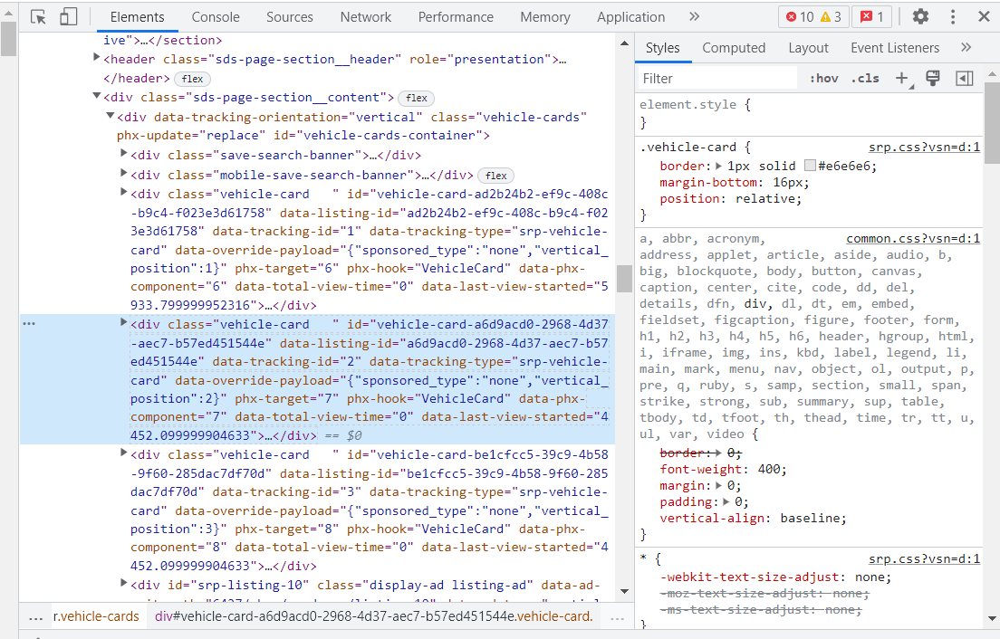 Elements Console Sources Network Performance Memory Application » 10 3 1
ive">…</section>
<header class="sds-page-section__header" role="presentation">…
</header> flex
<div class="sds-page-section__content"> flex
<div data-tracking-orientation="vertical" class="vehicle-cards"
phx-update="replace" id="vehicle-cards-container">
<div class="save-search-banner">…</div>
<div class="mobile-save-search-banner">…</div> flex
<div class="vehicle-card   " id="vehicle-card-ad2b24b2-ef9c-408c
-b9c4-f023e3d61758" data-listing-id="ad2b24b2-ef9c-408c-b9c4-f02
3e3d61758" data-tracking-id="1" data-tracking-type="srp-vehicle-
card" data-override-payload="{"sponsored_type":"none","vertical_
position":1}" phx-target="6" phx-hook="VehicleCard" data-phx-
component="6" data-total-view-time="0" data-last-view-started="5
933.799999952316">…</div>
<div class="vehicle-card   " id="vehicle-card-a6d9acd0-2968-4d37
-aec7-b57ed451544e" data-listing-id="a6d9acd0-2968-4d37-aec7-b57
ed451544e" data-tracking-id="2" data-tracking-type="srp-vehicle-
card" data-override-payload="{"sponsored_type":"none","vertical_
position":2}" phx-target="7" phx-hook="VehicleCard" data-phx-
component="7" data-total-view-time="0" data-last-view-started="4
452.099999904633">…</div> == $0
<div class="vehicle-card   " id="vehicle-card-be1cfcc5-39c9-4b58
-9f60-285dac7df70d" data-listing-id="be1cfcc5-39c9-4b58-9f60-285
dac7df70d" data-tracking-id="3" data-tracking-type="srp-vehicle-
card" data-override-payload="{"sponsored_type":"none","vertical_
position":3}" phx-target="8" phx-hook="VehicleCard" data-phx-
component="8" data-total-view-time="0" data-last-view-started="4
452.099999904633">…</div>
<div id="srp-listing-10" class="display-ad listing-ad" data-ad-
… r.vehicle-cards div#vehicle-card-a6d9acd0-2968-4d37-aec7-b57ed451544e.vehicle-card. …
Styles Computed Layout Event Listeners »
Filter :hov .cls +
element.style {
}
.vehicle-card { srp.css?vsn=d:1
border: 1px solid #e6e6e6;
margin-bottom: 16px;
position: relative;
}
a, abbr, acronym, common.css?vsn=d:1
address, applet, article, aside, audio, b,
big, blockquote, body, button, canvas,
caption, center, cite, code, dd, del,
details, dfn, div, dl, dt, em, embed,
fieldset, figcaption, figure, footer, form,
h1, h2, h3, h4, h5, h6, header, hgroup, html,
i, iframe, img, ins, kbd, label, legend, li,
main, mark, menu, nav, object, ol, output, p,
pre, q, ruby, s, samp, section, small, span,
strike, strong, sub, summary, sup, table,
tbody, td, tfoot, th, thead, time, tr, tt, u,
ul, var, video {
border: 0;
font-weight: 400;
margin: 0;
padding: 0;
vertical-align: baseline;
}
* { srp.css?vsn=d:1
-webkit-text-size-adjust: none;
-moz-text-size-adjust: none;
-ms-text-size-adjust: none;
}